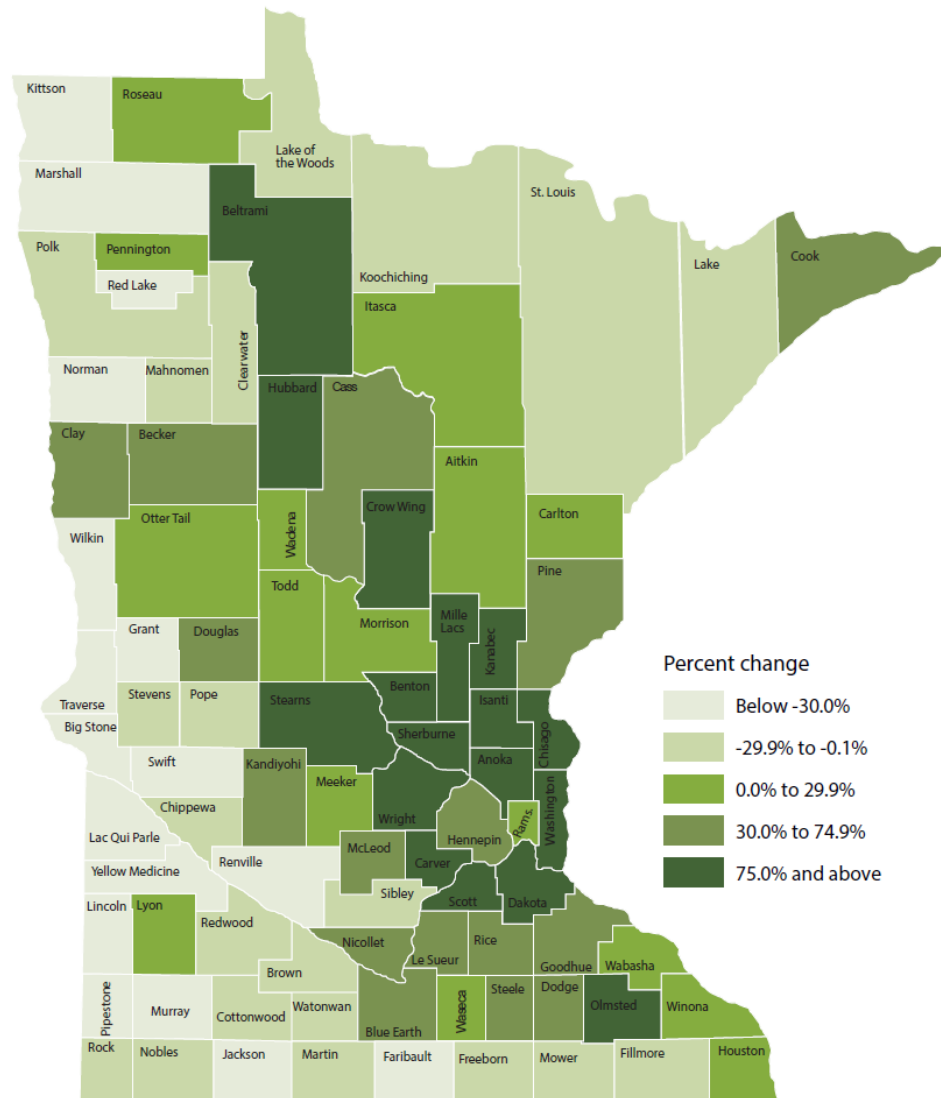 Kittson
Roseau
Lake of
the Woods
Marshall
Beltrami
St. Louis
Polk
Pennington
Koochiching
Lake
Cook
Red Lake
Itasca
Clearwater
Norman
Mahnomen
Hubbard
Cass
Clay
Becker
Aitkin
Otter Tail
Wadena
Crow Wing
Carlton
Wilkin
Pine
Todd
Morrison
Mille
Lacs
Kanabec
Grant
Douglas
Traverse
Stevens
Pope
Stearns
Benton
Isanti
Big Stone
Sherburne
Chisago
Swift
Kandiyohi
Meeker
Anoka
Chippewa
Wright
Hennepin
Rams.
Washington
Lac Qui Parle
Renville
McLeod
Carver
Yellow Medicine
Sibley
Scott
Dakota
Lincoln
Lyon
Redwood
Nicollet
Le Sueur
Rice
Goodhue
Wabasha
Brown
Pipestone
Murray
Cottonwood
Watonwan
Blue Earth
Waseca
Steele
Dodge
Olmsted
Winona
Rock
Nobles
Jackson
Martin
Faribault
Freeborn
Mower
Fillmore
Houston
Percent change
Below -30.0%
-29.9% to -0.1%
0.0% to 29.9%
30.0% to 74.9%
75.0% and above